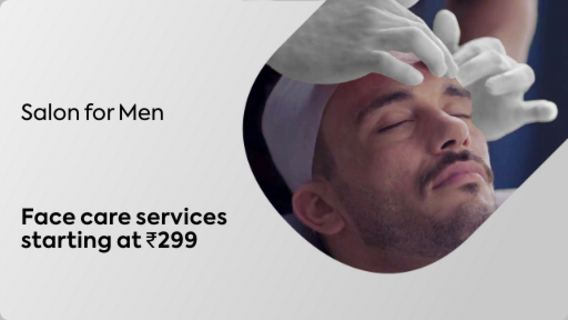 Salon for Men
Face care services
starting at ₹299